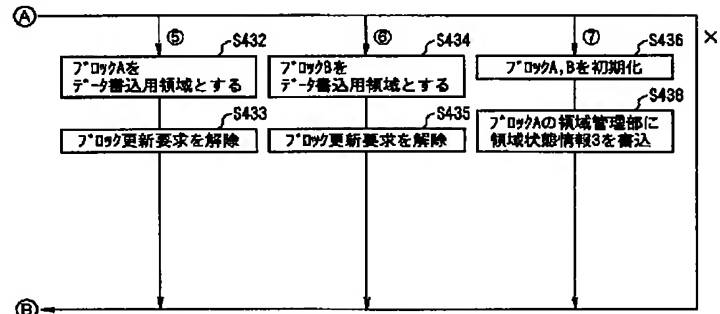 Ⓐ
⑤ S432
ブロックAを
データ書込用領域とする
S433
ブロック更新要求を解除
⑥ S434
ブロックBを
データ書込用領域とする
S435
ブロック更新要求を解除
⑦ S436
ブロックA,Bを初期化
S438
ブロックAの領域管理部に
領域状態情報3を書込
×
Ⓑ